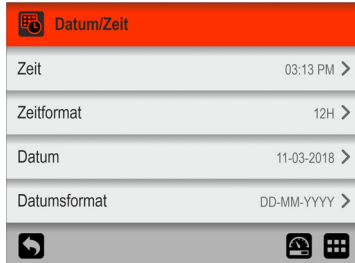 Datum/Zeit
Zeit 03:13 PM
Zeitformat 12H
Datum 11-03-2018
Datumsformat DD-MM-YYYY